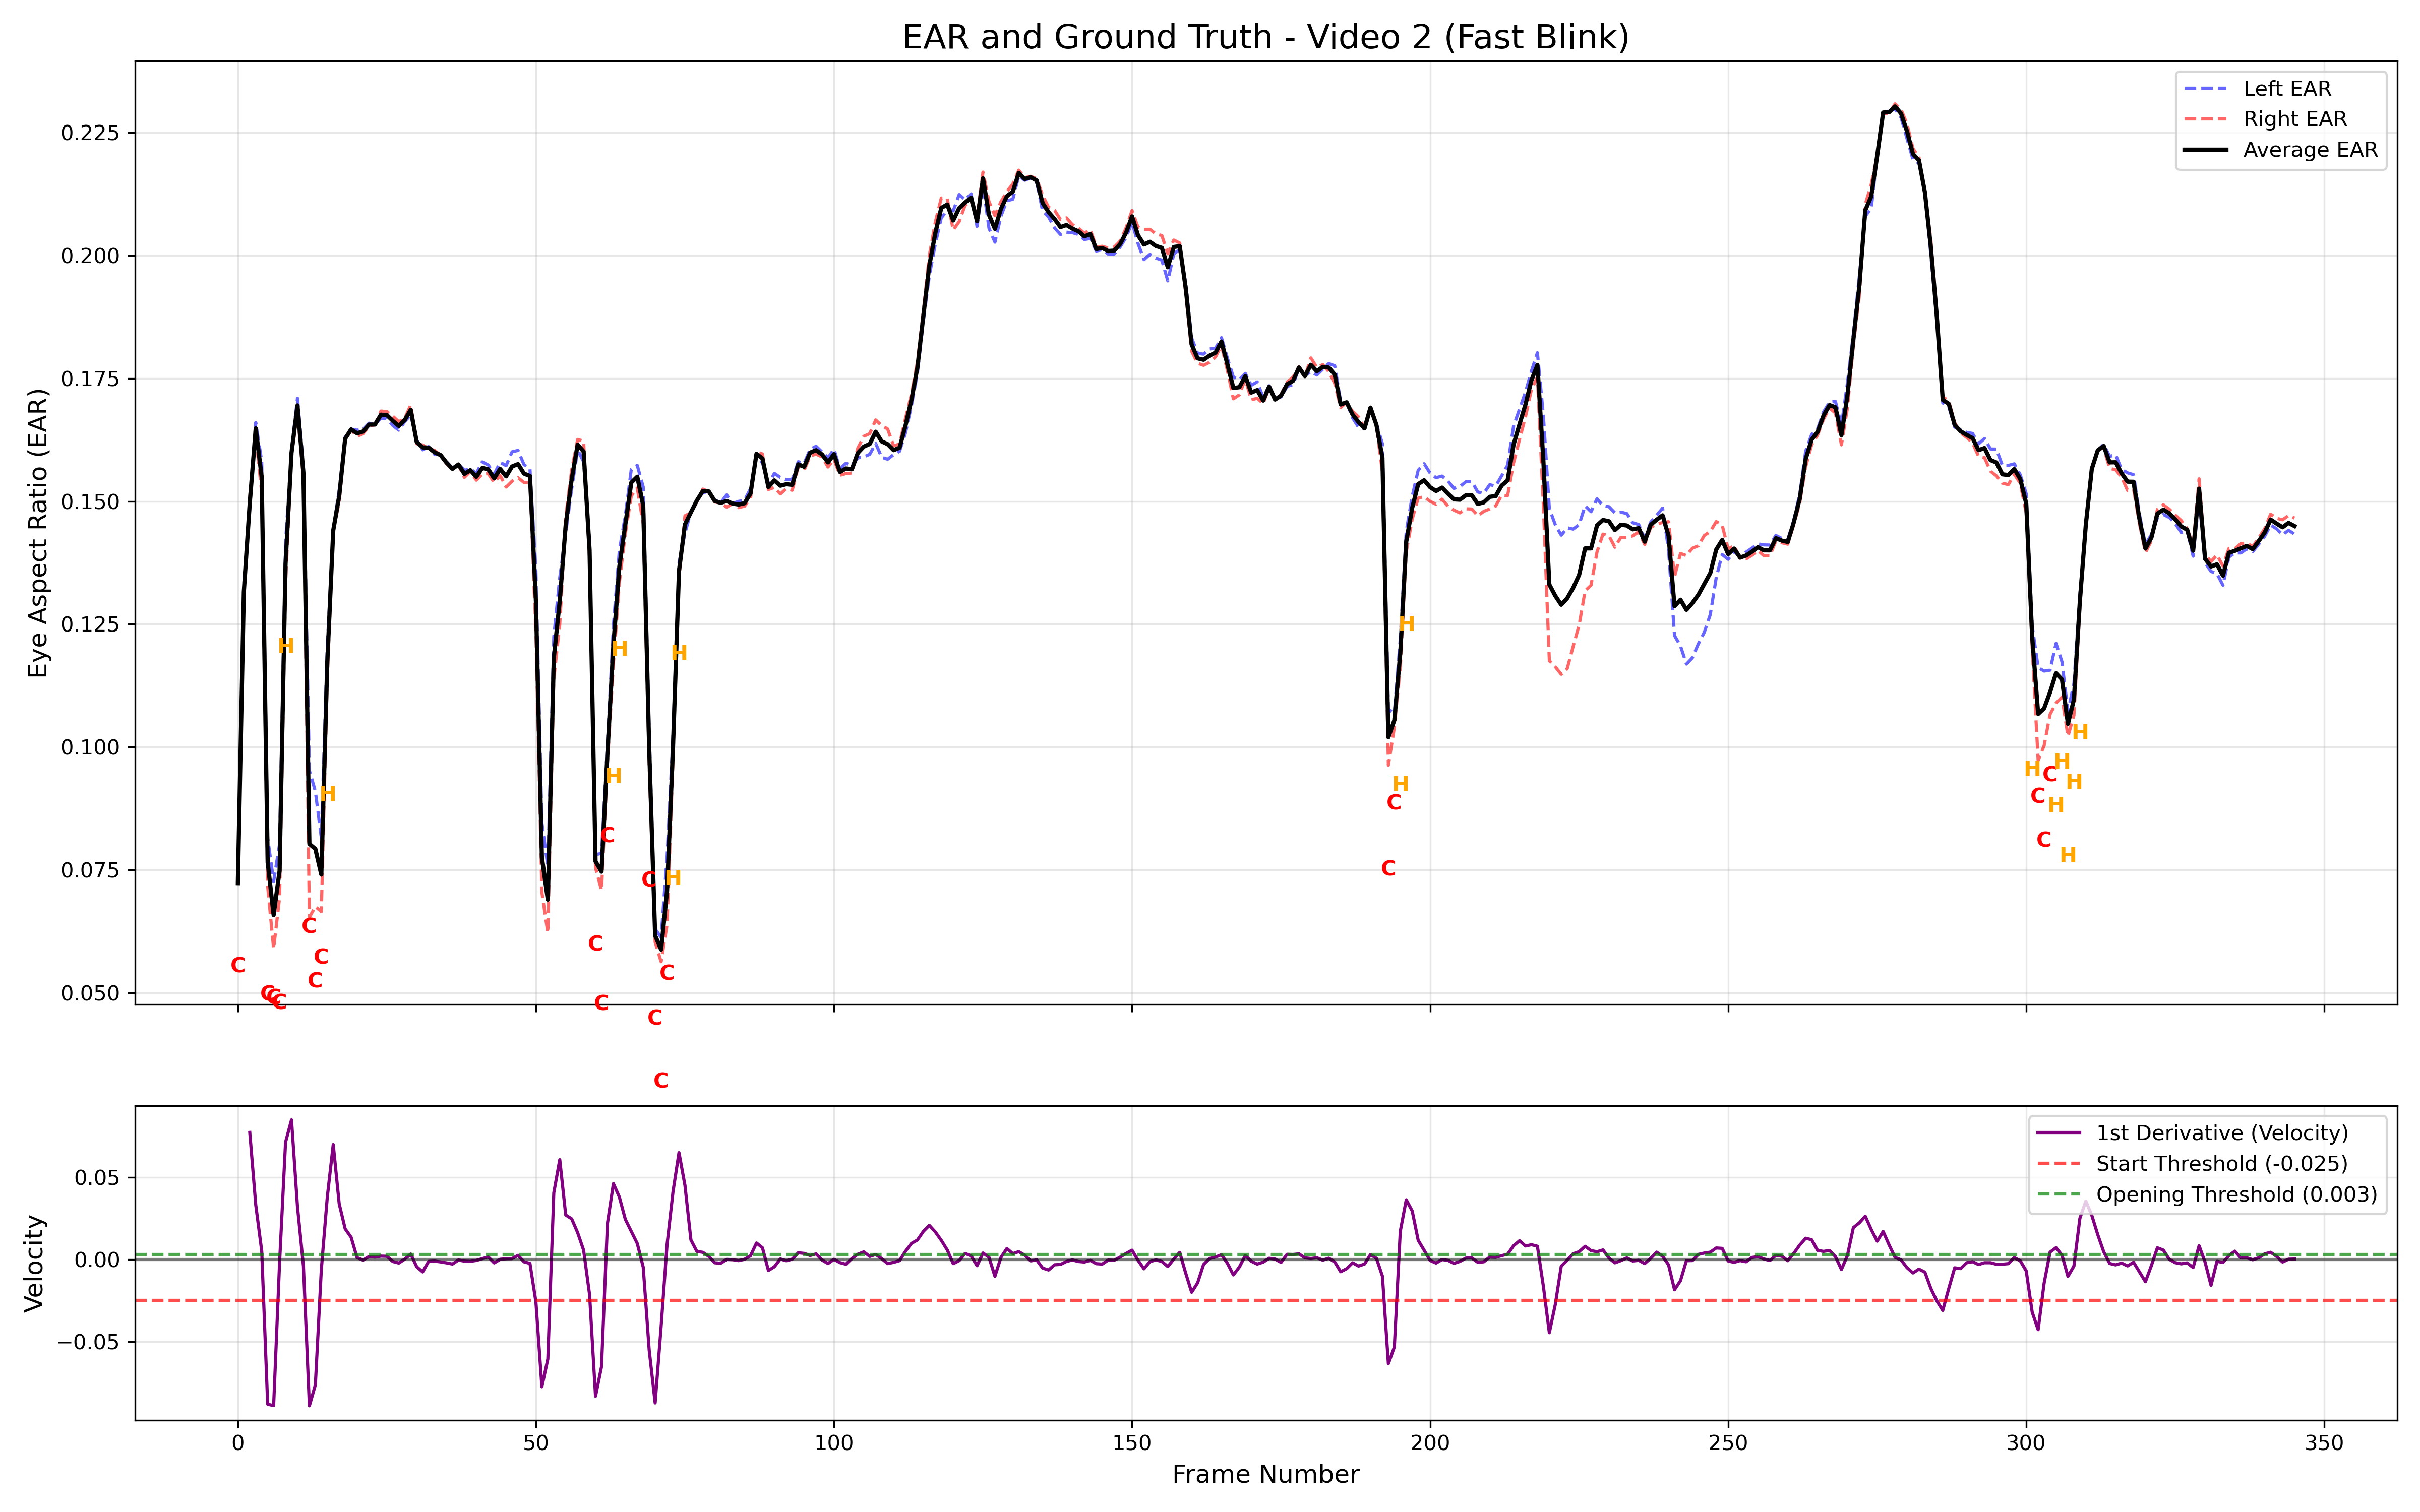 EAR and Ground Truth - Video 2 (Fast Blink)
Left EAR
Right EAR
Average EAR
Eye Aspect Ratio (EAR)
0.225
0.200
0.175
0.150
0.125
0.100
0.075
0.050
C
C
C
C
H
C
C
C
H
C
C
C
H
H
C
C
C
C
H
H
C
C
H
H
H
C
C
C
H
H
H
H
H
1st Derivative (Velocity)
Start Threshold (-0.025)
Opening Threshold (0.003)
Velocity
0.05
0.00
−0.05
0 50 100 150 200 250 300 350
Frame Number